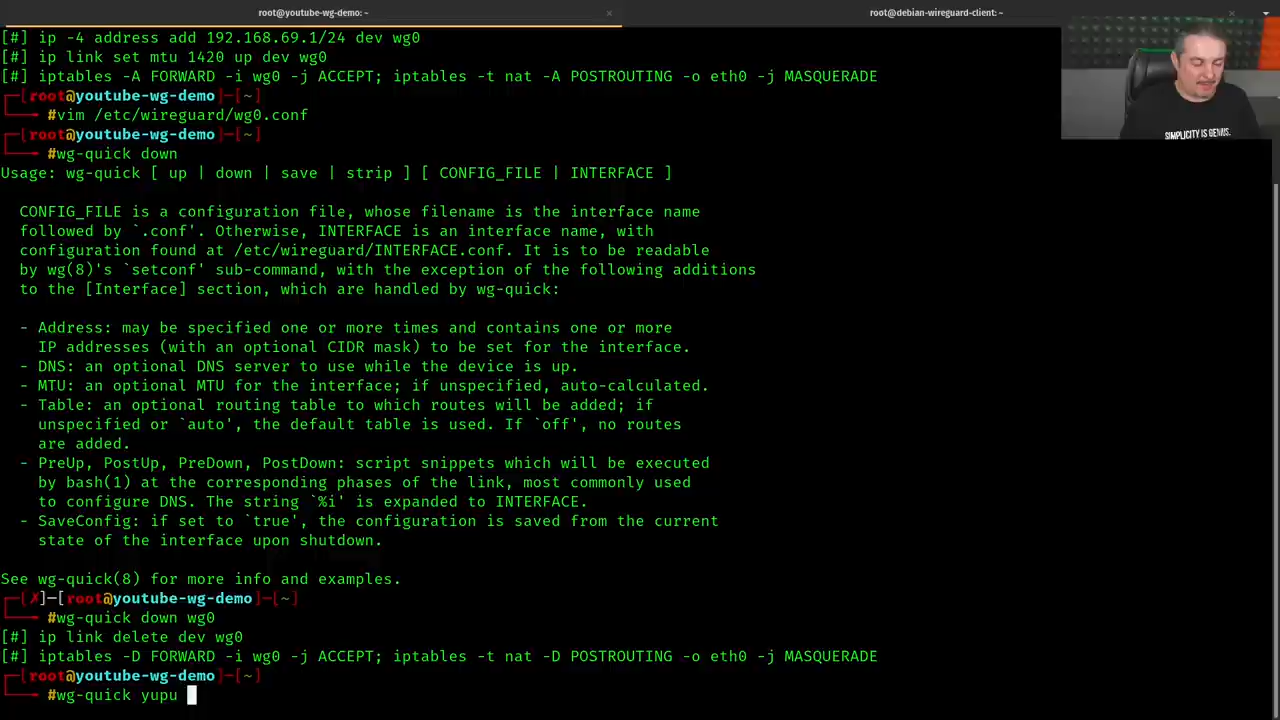 root@youtube-wg-demo: ~ × root@debian-wireguard-client: ~ ×
[#] ip -4 address add 192.168.69.1/24 dev wg0
[#] ip link set mtu 1420 up dev wg0
[#] iptables -A FORWARD -i wg0 -j ACCEPT; iptables -t nat -A POSTROUTING -o eth0 -j MASQUERADE
┌─[root@youtube-wg-demo]─[~]
└──╼ #vim /etc/wireguard/wg0.conf
┌─[root@youtube-wg-demo]─[~]
└──╼ #wg-quick down
Usage: wg-quick [ up | down | save | strip ] [ CONFIG_FILE | INTERFACE ]
CONFIG_FILE is a configuration file, whose filename is the interface name
followed by `.conf'. Otherwise, INTERFACE is an interface name, with
configuration found at /etc/wireguard/INTERFACE.conf. It is to be readable
by wg(8)'s `setconf' sub-command, with the exception of the following additions
to the [Interface] section, which are handled by wg-quick:
- Address: may be specified one or more times and contains one or more
IP addresses (with an optional CIDR mask) to be set for the interface.
- DNS: an optional DNS server to use while the device is up.
- MTU: an optional MTU for the interface; if unspecified, auto-calculated.
- Table: an optional routing table to which routes will be added; if
unspecified or `auto', the default table is used. If `off', no routes
are added.
- PreUp, PostUp, PreDown, PostDown: script snippets which will be executed
by bash(1) at the corresponding phases of the link, most commonly used
to configure DNS. The string `%i' is expanded to INTERFACE.
- SaveConfig: if set to `true', the configuration is saved from the current
state of the interface upon shutdown.
See wg-quick(8) for more info and examples.
┌─[✗]─[root@youtube-wg-demo]─[~]
└──╼ #wg-quick down wg0
[#] ip link delete dev wg0
[#] iptables -D FORWARD -i wg0 -j ACCEPT; iptables -t nat -D POSTROUTING -o eth0 -j MASQUERADE
┌─[root@youtube-wg-demo]─[~]
└──╼ #wg-quick yupu
SIMPLICITY IS GENIUS.